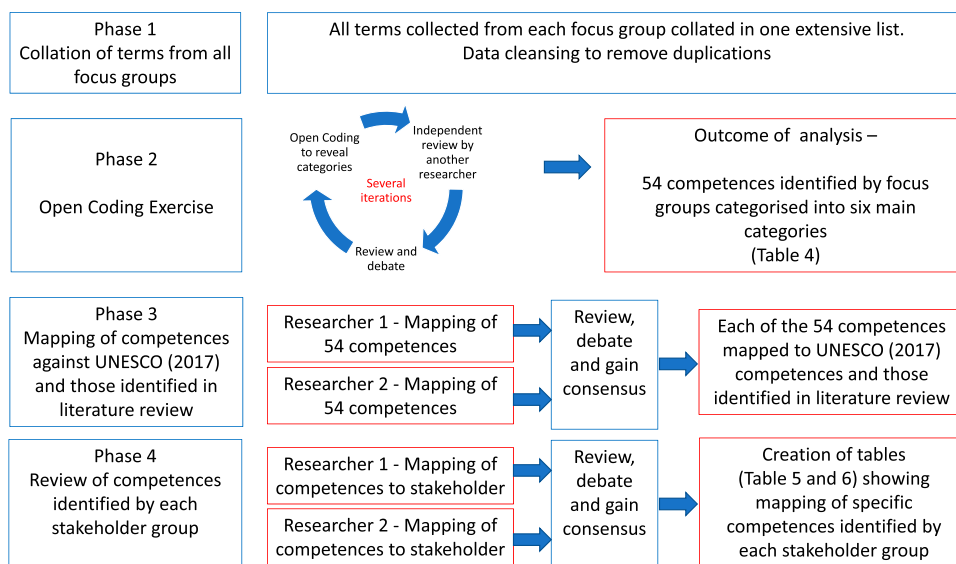 Phase 1
Collation of terms from all
focus groups
All terms collected from each focus group collated in one extensive list.
Data cleansing to remove duplications
Phase 2
Open Coding Exercise
Open Coding
to reveal
categories
Independent
review by
another
researcher
Several
iterations
Review and
debate
Outcome of analysis –
54 competences identified by focus
groups categorised into six main
categories
(Table 4)
Phase 3
Mapping of competences
against UNESCO (2017)
and those identified in
literature review
Researcher 1 - Mapping of
54 competences
Researcher 2 - Mapping of
54 competences
Review,
debate
and gain
consensus
Each of the 54 competences
mapped to UNESCO (2017)
competences and those
identified in literature review
Phase 4
Review of competences
identified by each
stakeholder group
Researcher 1 - Mapping of
competences to stakeholder
Researcher 2 - Mapping of
competences to stakeholder
Review,
debate
and gain
consensus
Creation of tables
(Table 5 and 6) showing
mapping of specific
competences identified by
each stakeholder group